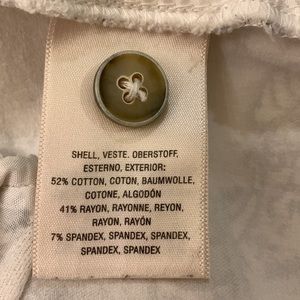 SHELL, VESTE. OBERSTOFF,
ESTERNO, EXTERIOR:
52% COTTON, COTON, BAUMWOLLE,
COTONE, ALGODÓN
41% RAYON, RAYONNE, REYON,
RAYON, RAYÓN
7% SPANDEX, SPANDEX, SPANDEX,
SPANDEX, SPANDEX